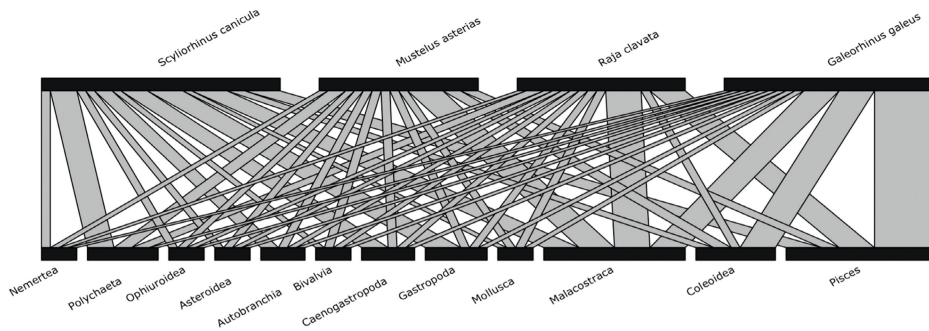 Scyliorhinus canicula
Mustelus asterias
Raja clavata
Galeorhinus galeus
Nemertea
Polychaeta
Ophiuroidea
Asteroidea
Autobranchia
Bivalvia
Caenogastropoda
Gastropoda
Mollusca
Malacostraca
Coleoidea
Pisces